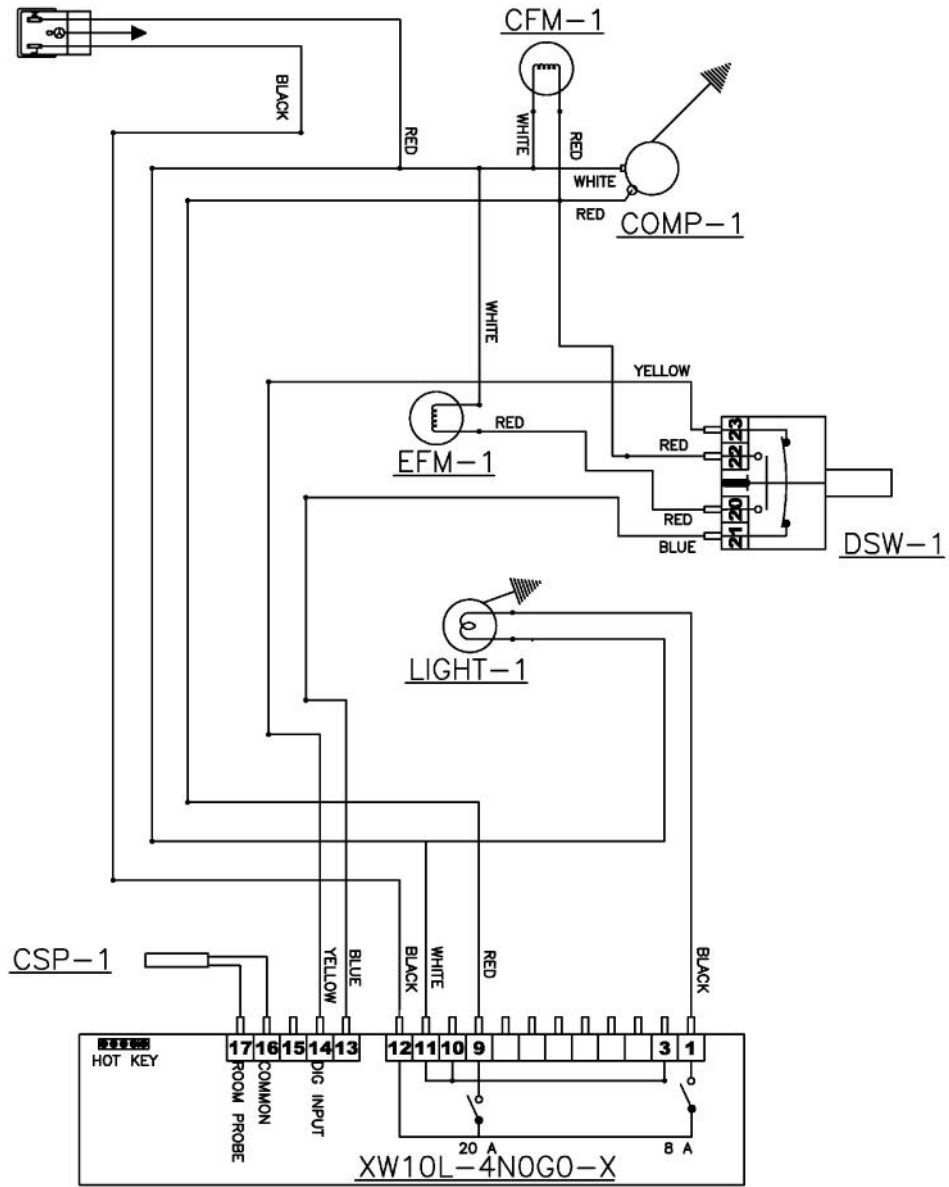 CFM-1
BLACK
RED
WHITE
RED
WHITE
RED
COMP-1
WHITE
YELLOW
RED
EFM-1
RED
RED
BLUE
23
22
20
21
DSW-1
LIGHT-1
CSP-1
YELLOW
BLUE
BLACK
WHITE
RED
BLACK
HOT KEY
17 16 15 14 13 12 11 10 9 3 1
ROOM PROBE
COMMON
DIG INPUT
20 A
8 A
XW10L-4N0G0-X